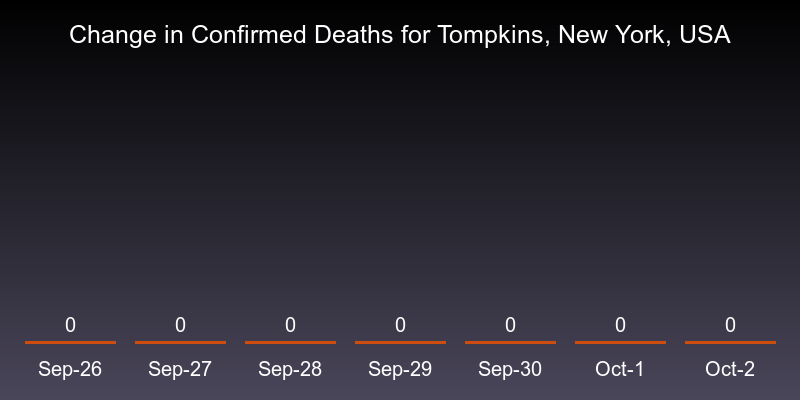 Change in Confirmed Deaths for Tompkins, New York, USA
0 0 0 0 0 0 0
Sep-26 Sep-27 Sep-28 Sep-29 Sep-30 Oct-1 Oct-2